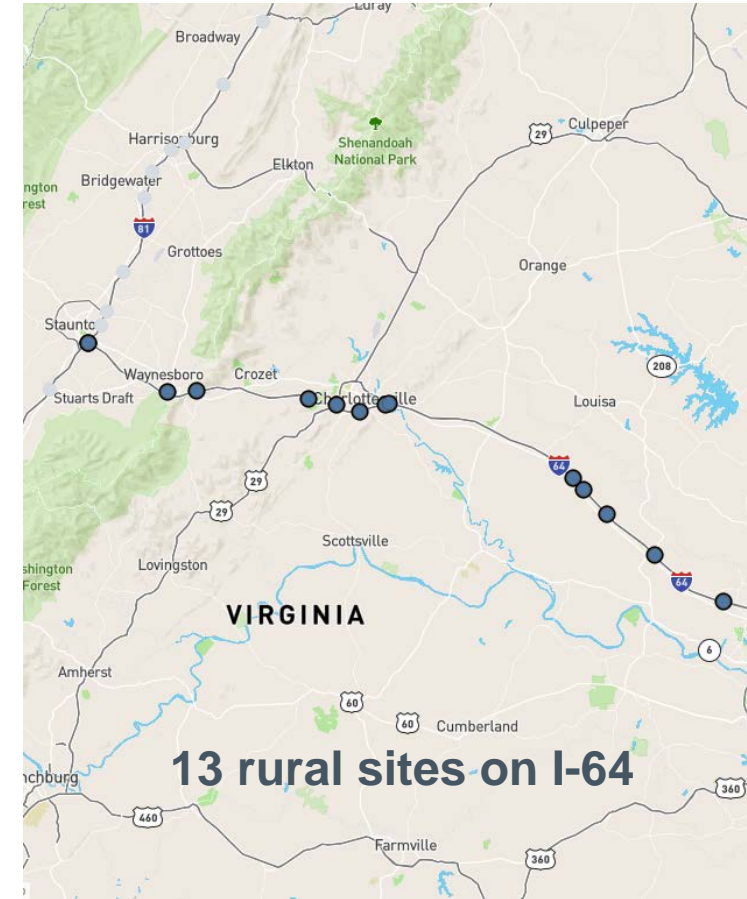 Luray
Broadway
Harrisonburg
29
Culpeper
Shenandoah
National Park
Elkton
Bridgewater
81
Grottoes
Orange
Staunto
208
Waynesboro
Crozet
Stuarts Draft
Charlottesville
Louisa
64
29
29
Scottsville
Lovingston
64
VIRGINIA
6
Amherst
60
60
Cumberland
13 rural sites on I-64
nchburg
360
460
Farmville
360